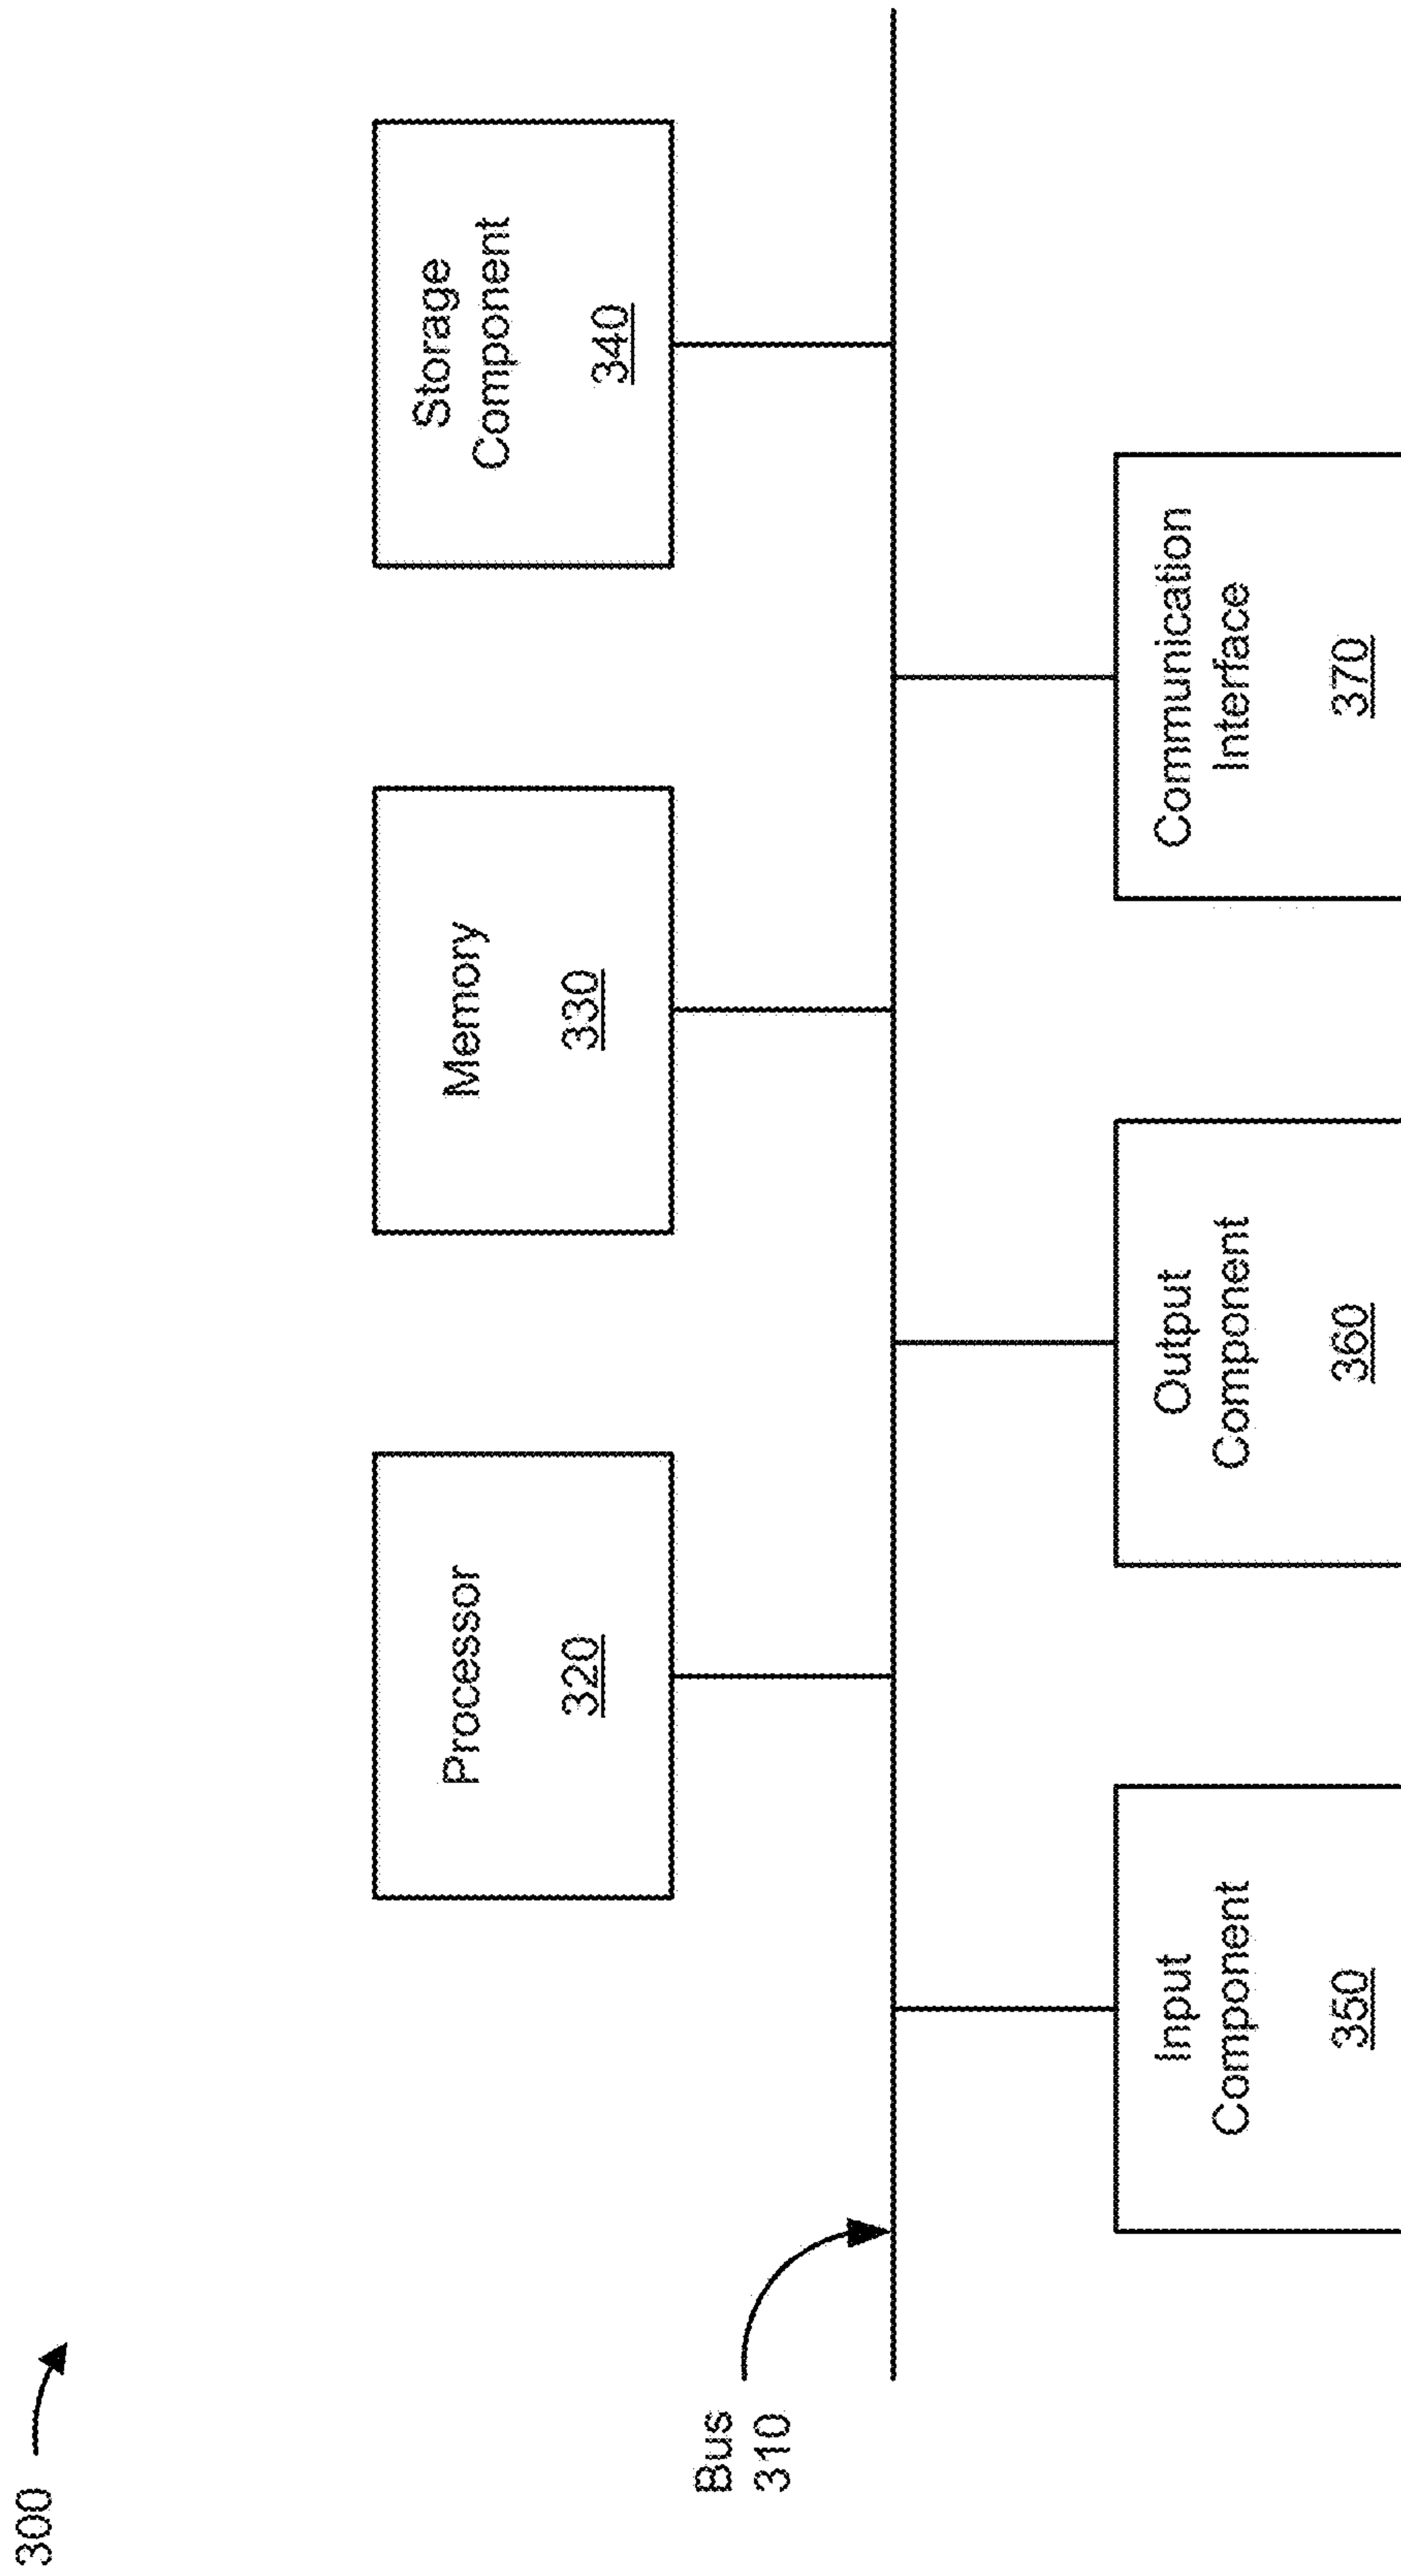 300
Processor
320
Memory
330
Storage
Component
340
Bus
310
Input
Component
350
Output
Component
360
Communication
Interface
370